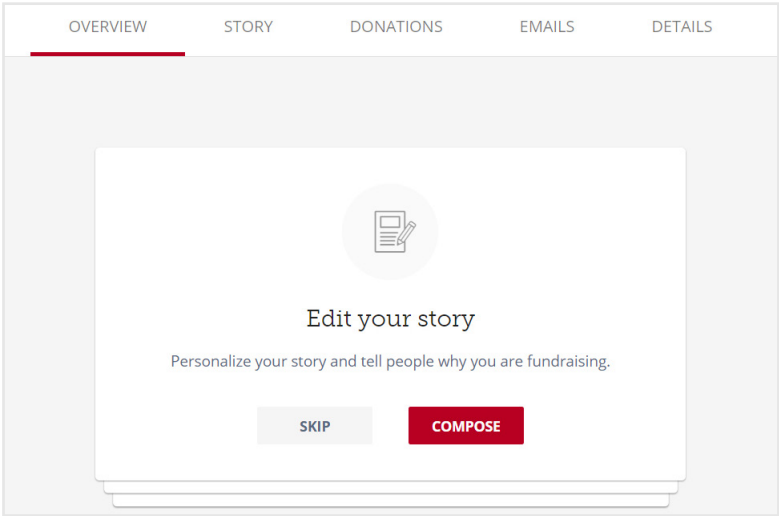 OVERVIEW STORY DONATIONS EMAILS DETAILS
Edit your story
Personalize your story and tell people why you are fundraising.
SKIP COMPOSE